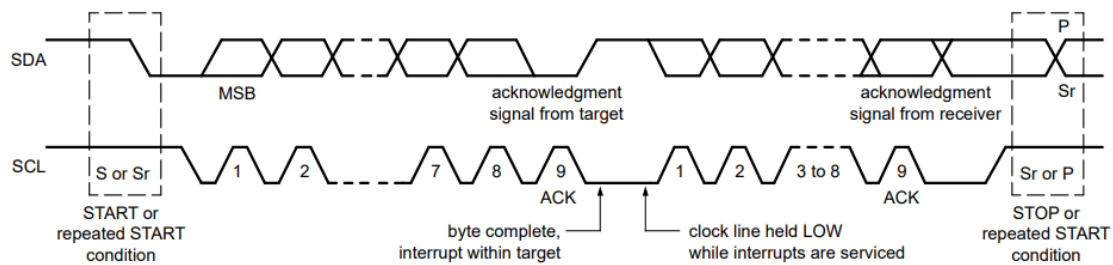 P
SDA
MSB
acknowledgment
signal from target
acknowledgment
signal from receiver
Sr
SCL
S or Sr
1
2
7
8
9
1
2
3 to 8
9
Sr or P
ACK
ACK
START or
repeated START
condition
byte complete,
interrupt within target
clock line held LOW
while interrupts are serviced
STOP or
repeated START
condition